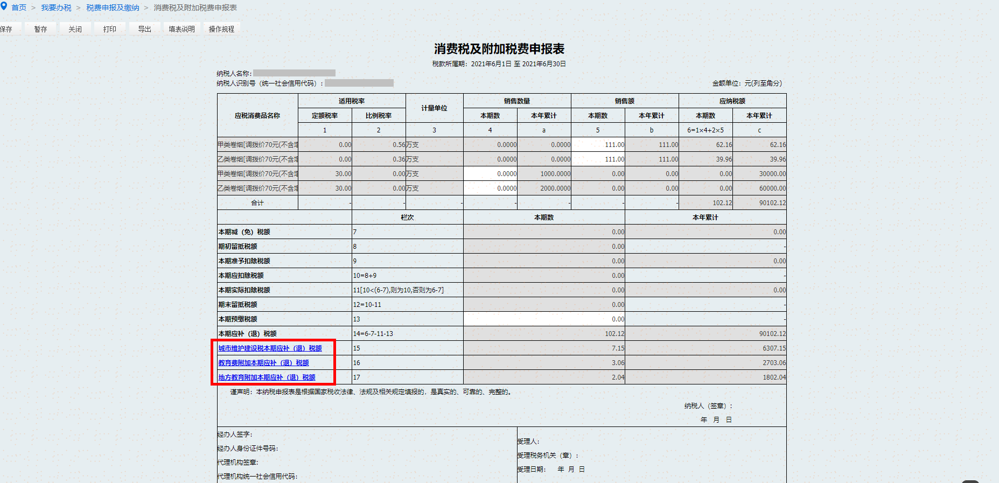 首页 > 我要办税 > 税费申报及缴纳 > 消费税及附加税费申报表
保存 暂存 关闭 打印 导出 填表说明 操作规程
消费税及附加税费申报表
税款所属期：2021年6月1日 至 2021年6月30日
纳税人名称：
纳税人识别号（统一社会信用代码）： 金额单位：元(列至角分)
应税消费品名称 适用税率 计量单位 销售数量 销售额 应纳税额
定额税率 比例税率 本期数 本年累计 本期数 本年累计 本期数 本年累计
1 2 3 4 a 5 b 6=1×4+2×5 c
甲类卷烟[调拨价70元(不含增 0.00 0.56 万支 0.0000 0.0000 111.00 111.00 62.16 62.16
乙类卷烟[调拨价70元(不含增 0.00 0.36 万支 0.0000 0.0000 111.00 111.00 39.96 39.96
甲类卷烟[调拨价70元(不含增 30.00 0.00 万支 0.0000 1000.0000 0.00 0.00 0.00 30000.00
乙类卷烟[调拨价70元(不含增 30.00 0.00 万支 0.0000 2000.0000 0.00 0.00 0.00 60000.00
合计 - - - - - - - 102.12 90102.12
栏次 本期数 本年累计
本期减（免）税额 7 0.00 0.00
期初留抵税额 8 0.00 -
本期准予扣除税额 9 0.00 0.00
本期应扣除税额 10=8+9 0.00 -
本期实际扣除税额 11[10<(6-7),则为10,否则为6-7] 0.00 0.00
期末留抵税额 12=10-11 0.00 -
本期预缴税额 13 0.00 -
本期应补（退）税额 14=6-7-11-13 102.12 90102.12
城市维护建设税本期应补（退）税额 15 7.15 6307.15
教育费附加本期应补（退）税额 16 3.06 2703.06
地方教育附加本期应补（退）税额 17 2.04 1802.04
谨声明：本纳税申报表是根据国家税收法律、法规及相关规定填报的，是真实的、可靠的、完整的。
纳税人（签章）：
年 月 日
经办人签字：
经办人身份证件号码：
代理机构签章：
代理机构统一社会信用代码：
受理人：
受理税务机关（章）：
受理日期： 年 月 日